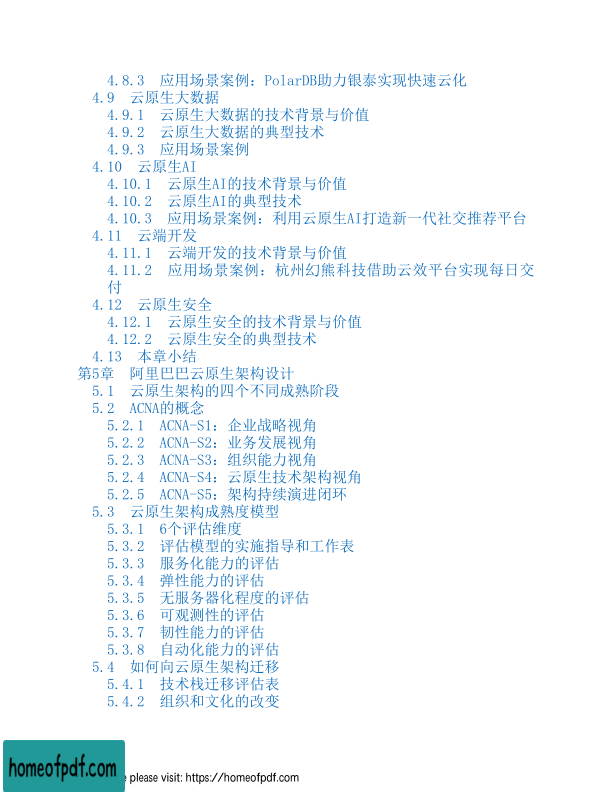 4.8.3 应用场景案例：PolarDB助力银泰实现快速云化
4.9 云原生大数据
4.9.1 云原生大数据的技术背景与价值
4.9.2 云原生大数据的典型技术
4.9.3 应用场景案例
4.10 云原生AI
4.10.1 云原生AI的技术背景与价值
4.10.2 云原生AI的典型技术
4.10.3 应用场景案例：利用云原生AI打造新一代社交推荐平台
4.11 云端开发
4.11.1 云端开发的技术背景与价值
4.11.2 应用场景案例：杭州幻熊科技借助云效平台实现每日交
付
4.12 云原生安全
4.12.1 云原生安全的技术背景与价值
4.12.2 云原生安全的典型技术
4.13 本章小结
第5章 阿里巴巴云原生架构设计
5.1 云原生架构的四个不同成熟阶段
5.2 ACNA的概念
5.2.1 ACNA-S1：企业战略视角
5.2.2 ACNA-S2：业务发展视角
5.2.3 ACNA-S3：组织能力视角
5.2.4 ACNA-S4：云原生技术架构视角
5.2.5 ACNA-S5：架构持续演进闭环
5.3 云原生架构成熟度模型
5.3.1 6个评估维度
5.3.2 评估模型的实施指导和工作表
5.3.3 服务化能力的评估
5.3.4 弹性能力的评估
5.3.5 无服务器化程度的评估
5.3.6 可观测性的评估
5.3.7 韧性能力的评估
5.3.8 自动化能力的评估
5.4 如何向云原生架构迁移
5.4.1 技术栈迁移评估表
5.4.2 组织和文化的改变
homeofpdf.com
please visit: https://homeofpdf.com